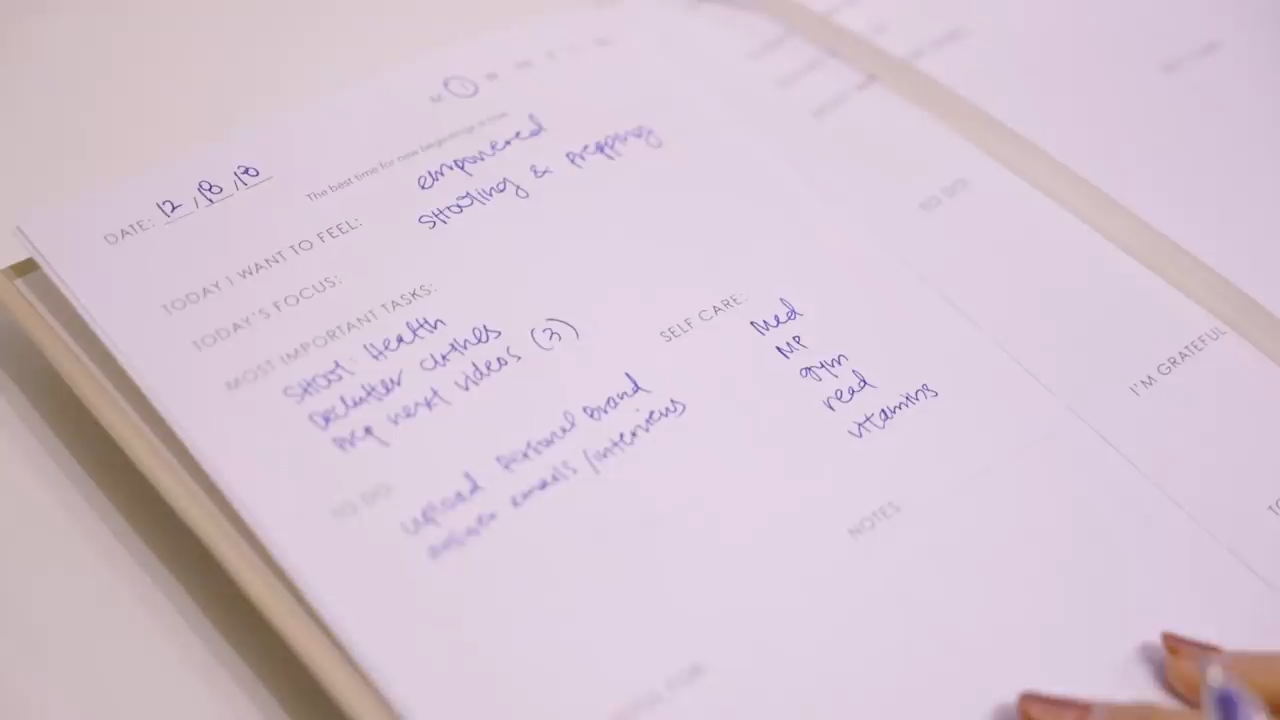 DATE: 12 / 18 / 18
The best time for new beginnings is now
TODAY I WANT TO FEEL: empowered
TODAY'S FOCUS: shooting & prepping
MOST IMPORTANT TASKS:
Shoot Health
Declutter clothes
next videos (3)
TO DO:
upload personal brand
emails / interviews
SELF CARE:
Med
MP
gym
read
vitamins
NOTES
TO DO:
I'M GRATEFUL